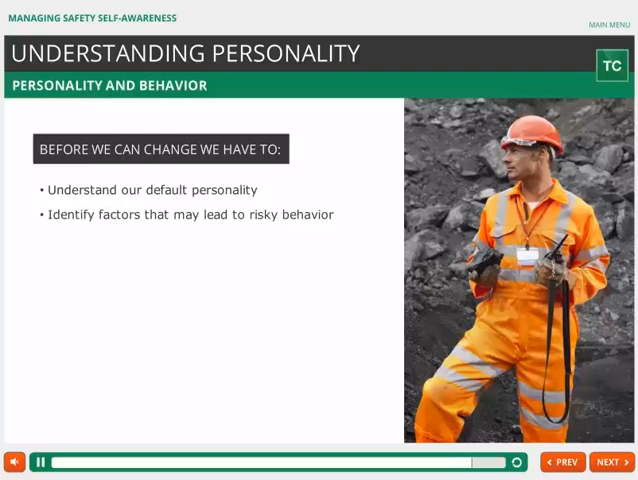 MANAGING SAFETY SELF-AWARENESS
MAIN MENU
UNDERSTANDING PERSONALITY
TC
PERSONALITY AND BEHAVIOR
BEFORE WE CAN CHANGE WE HAVE TO:
• Understand our default personality
• Identify factors that may lead to risky behavior
< PREV
NEXT >